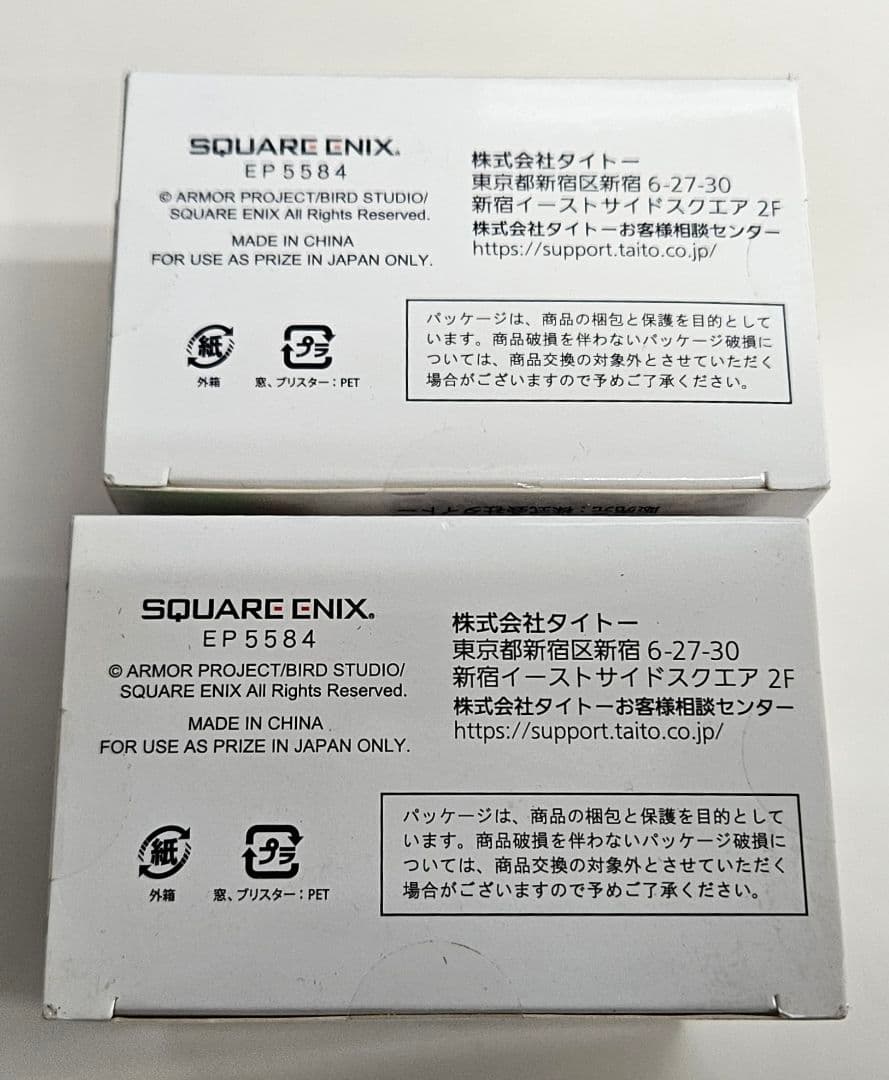 SQUARE ENIX®
EP5584
© ARMOR PROJECT/BIRD STUDIO/
SQUARE ENIX All Rights Reserved.
MADE IN CHINA
FOR USE AS PRIZE IN JAPAN ONLY.
株式会社タイトー
東京都新宿区新宿 6-27-30
新宿イーストサイドスクエア 2F
株式会社タイトーお客様相談センター
https://support.taito.co.jp/
紙
外箱
プラ
窓、ブリスター：PET
パッケージは、商品の梱包と保護を目的として
います。商品破損を伴わないパッケージ破損に
ついては、商品交換の対象外とさせていただく
場合がございますので予めご了承ください。
販売元：株式会社タイトー
SQUARE ENIX®
EP5584
© ARMOR PROJECT/BIRD STUDIO/
SQUARE ENIX All Rights Reserved.
MADE IN CHINA
FOR USE AS PRIZE IN JAPAN ONLY.
株式会社タイトー
東京都新宿区新宿 6-27-30
新宿イーストサイドスクエア 2F
株式会社タイトーお客様相談センター
https://support.taito.co.jp/
紙
外箱
プラ
窓、ブリスター：PET
パッケージは、商品の梱包と保護を目的として
います。商品破損を伴わないパッケージ破損に
ついては、商品交換の対象外とさせていただく
場合がございますので予めご了承ください。